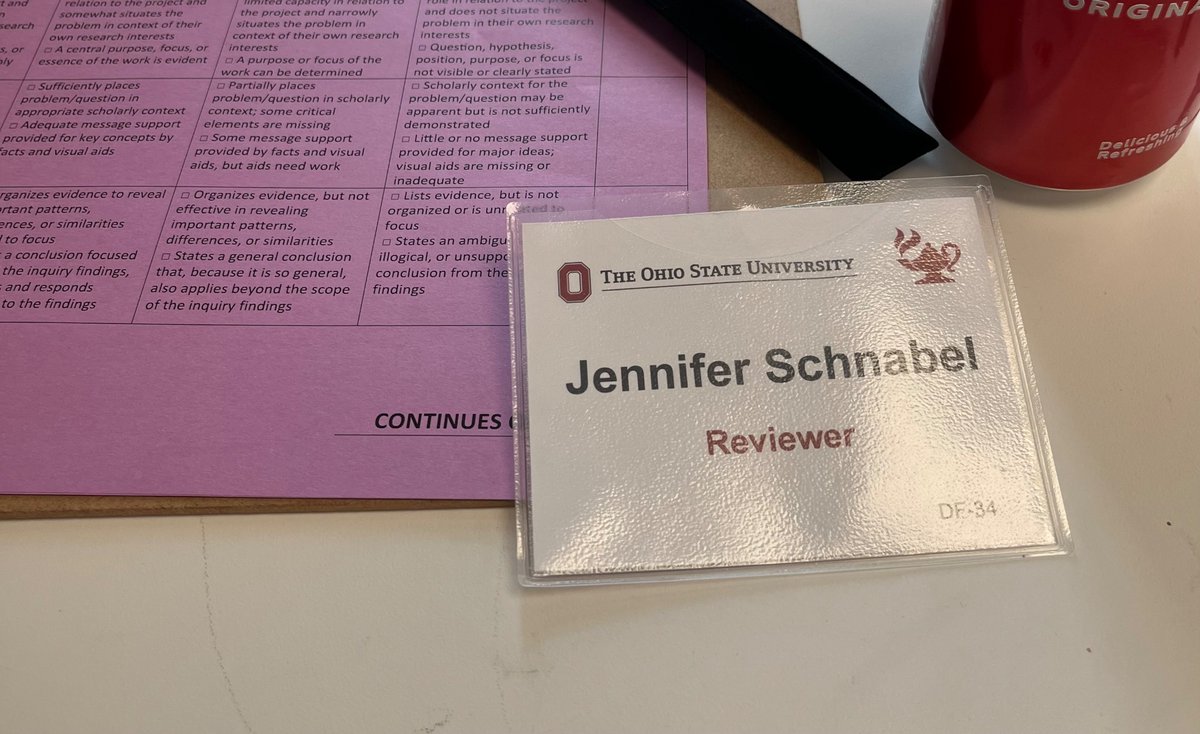 t and
search
s, or
ly
relation to the project and
somewhat situates the
problem in context of their
own research interests
□ A central purpose, focus, or
essence of the work is evident
limited capacity in relation to
the project and narrowly
situates the problem in
context of their own research
interests
□ A purpose or focus of the
work can be determined
role in relation to the project
and does not situate the
problem in their own research
interests
□ Question, hypothesis,
position, purpose, or focus is
not visible or clearly stated
□ Sufficiently places
problem/question in
appropriate scholarly context
□ Adequate message support
provided for key concepts by
facts and visual aids
□ Partially places
problem/question in scholarly
context; some critical
elements are missing
□ Some message support
provided by facts and visual
aids, but aids need work
□ Scholarly context for the
problem/question may be
apparent but is not sufficiently
demonstrated
□ Little or no message support
provided for major ideas;
visual aids are missing or
inadequate
rganizes evidence to reveal
ortant patterns,
ences, or similarities
d to focus
a conclusion focused
the inquiry findings,
s and responds
to the findings
□ Organizes evidence, but not
effective in revealing
important patterns,
differences, or similarities
□ States a general conclusion
that, because it is so general,
also applies beyond the scope
of the inquiry findings
□ Lists evidence, but is not
organized or is unrelated to
focus
□ States an ambigu
illogical, or unsupp
conclusion from the
findings
CONTINUES
THE OHIO STATE UNIVERSITY
Jennifer Schnabel
Reviewer
DF-34
ORIGINA
Delicious &
Refreshing